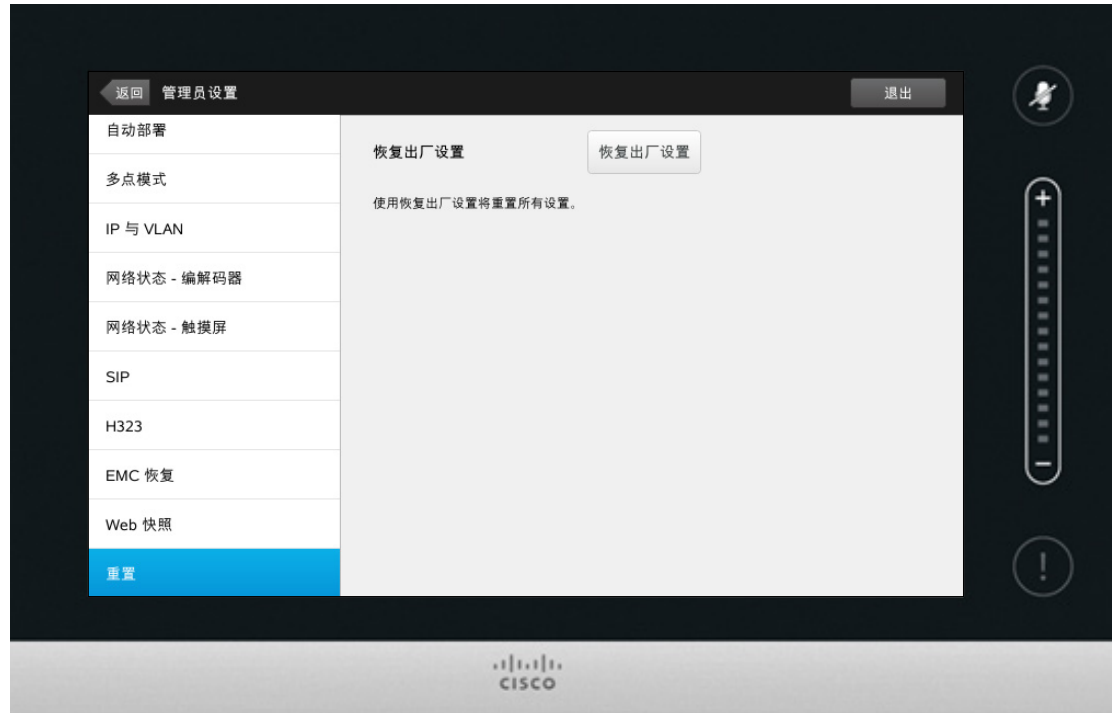 返回 管理员设置 退出
自动部署
多点模式
IP 与 VLAN
网络状态 - 编解码器
网络状态 - 触摸屏
SIP
H323
EMC 恢复
Web 快照
重置
恢复出厂设置 恢复出厂设置
使用恢复出厂设置将重置所有设置。
+
−
!
CISCO